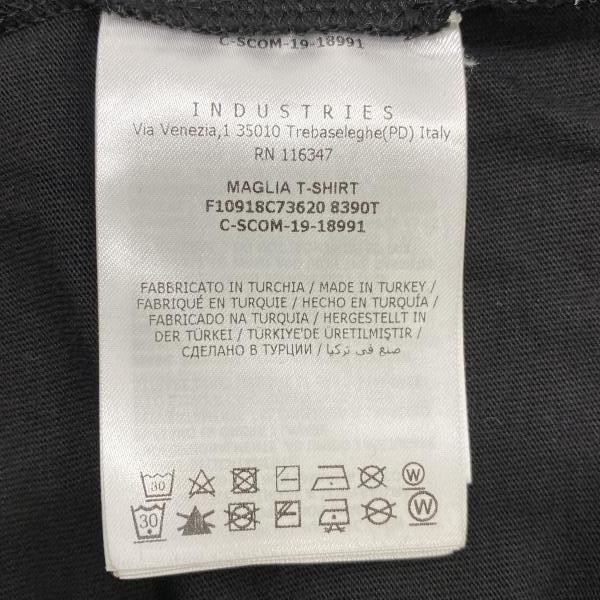 C-SCOM-19-18991
INDUSTRIES
Via Venezia,1 35010 Trebaseleghe(PD) Italy
RN 116347
MAGLIA T-SHIRT
F10918C73620 8390T
C-SCOM-19-18991
FABBRICATO IN TURCHIA / MADE IN TURKEY /
FABRIQUÉ EN TURQUIE / HECHO EN TURQUÍA /
FABRICADO NA TURQUIA / HERGESTELLT IN
DER TÜRKEI / TÜRKIYE'DE ÜRETILMIŞTIR /
СДЕЛАНО В ТУРЦИИ / صنع في تركيا
30 W
30 W